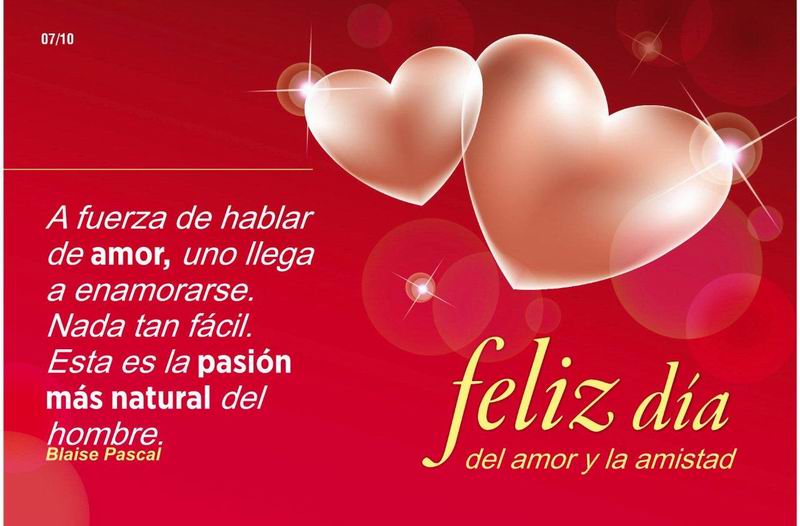 07/10
A fuerza de hablar
de amor, uno llega
a enamorarse.
Nada tan fácil.
Esta es la pasión
más natural del
hombre.
Blaise Pascal
feliz día
del amor y la amistad